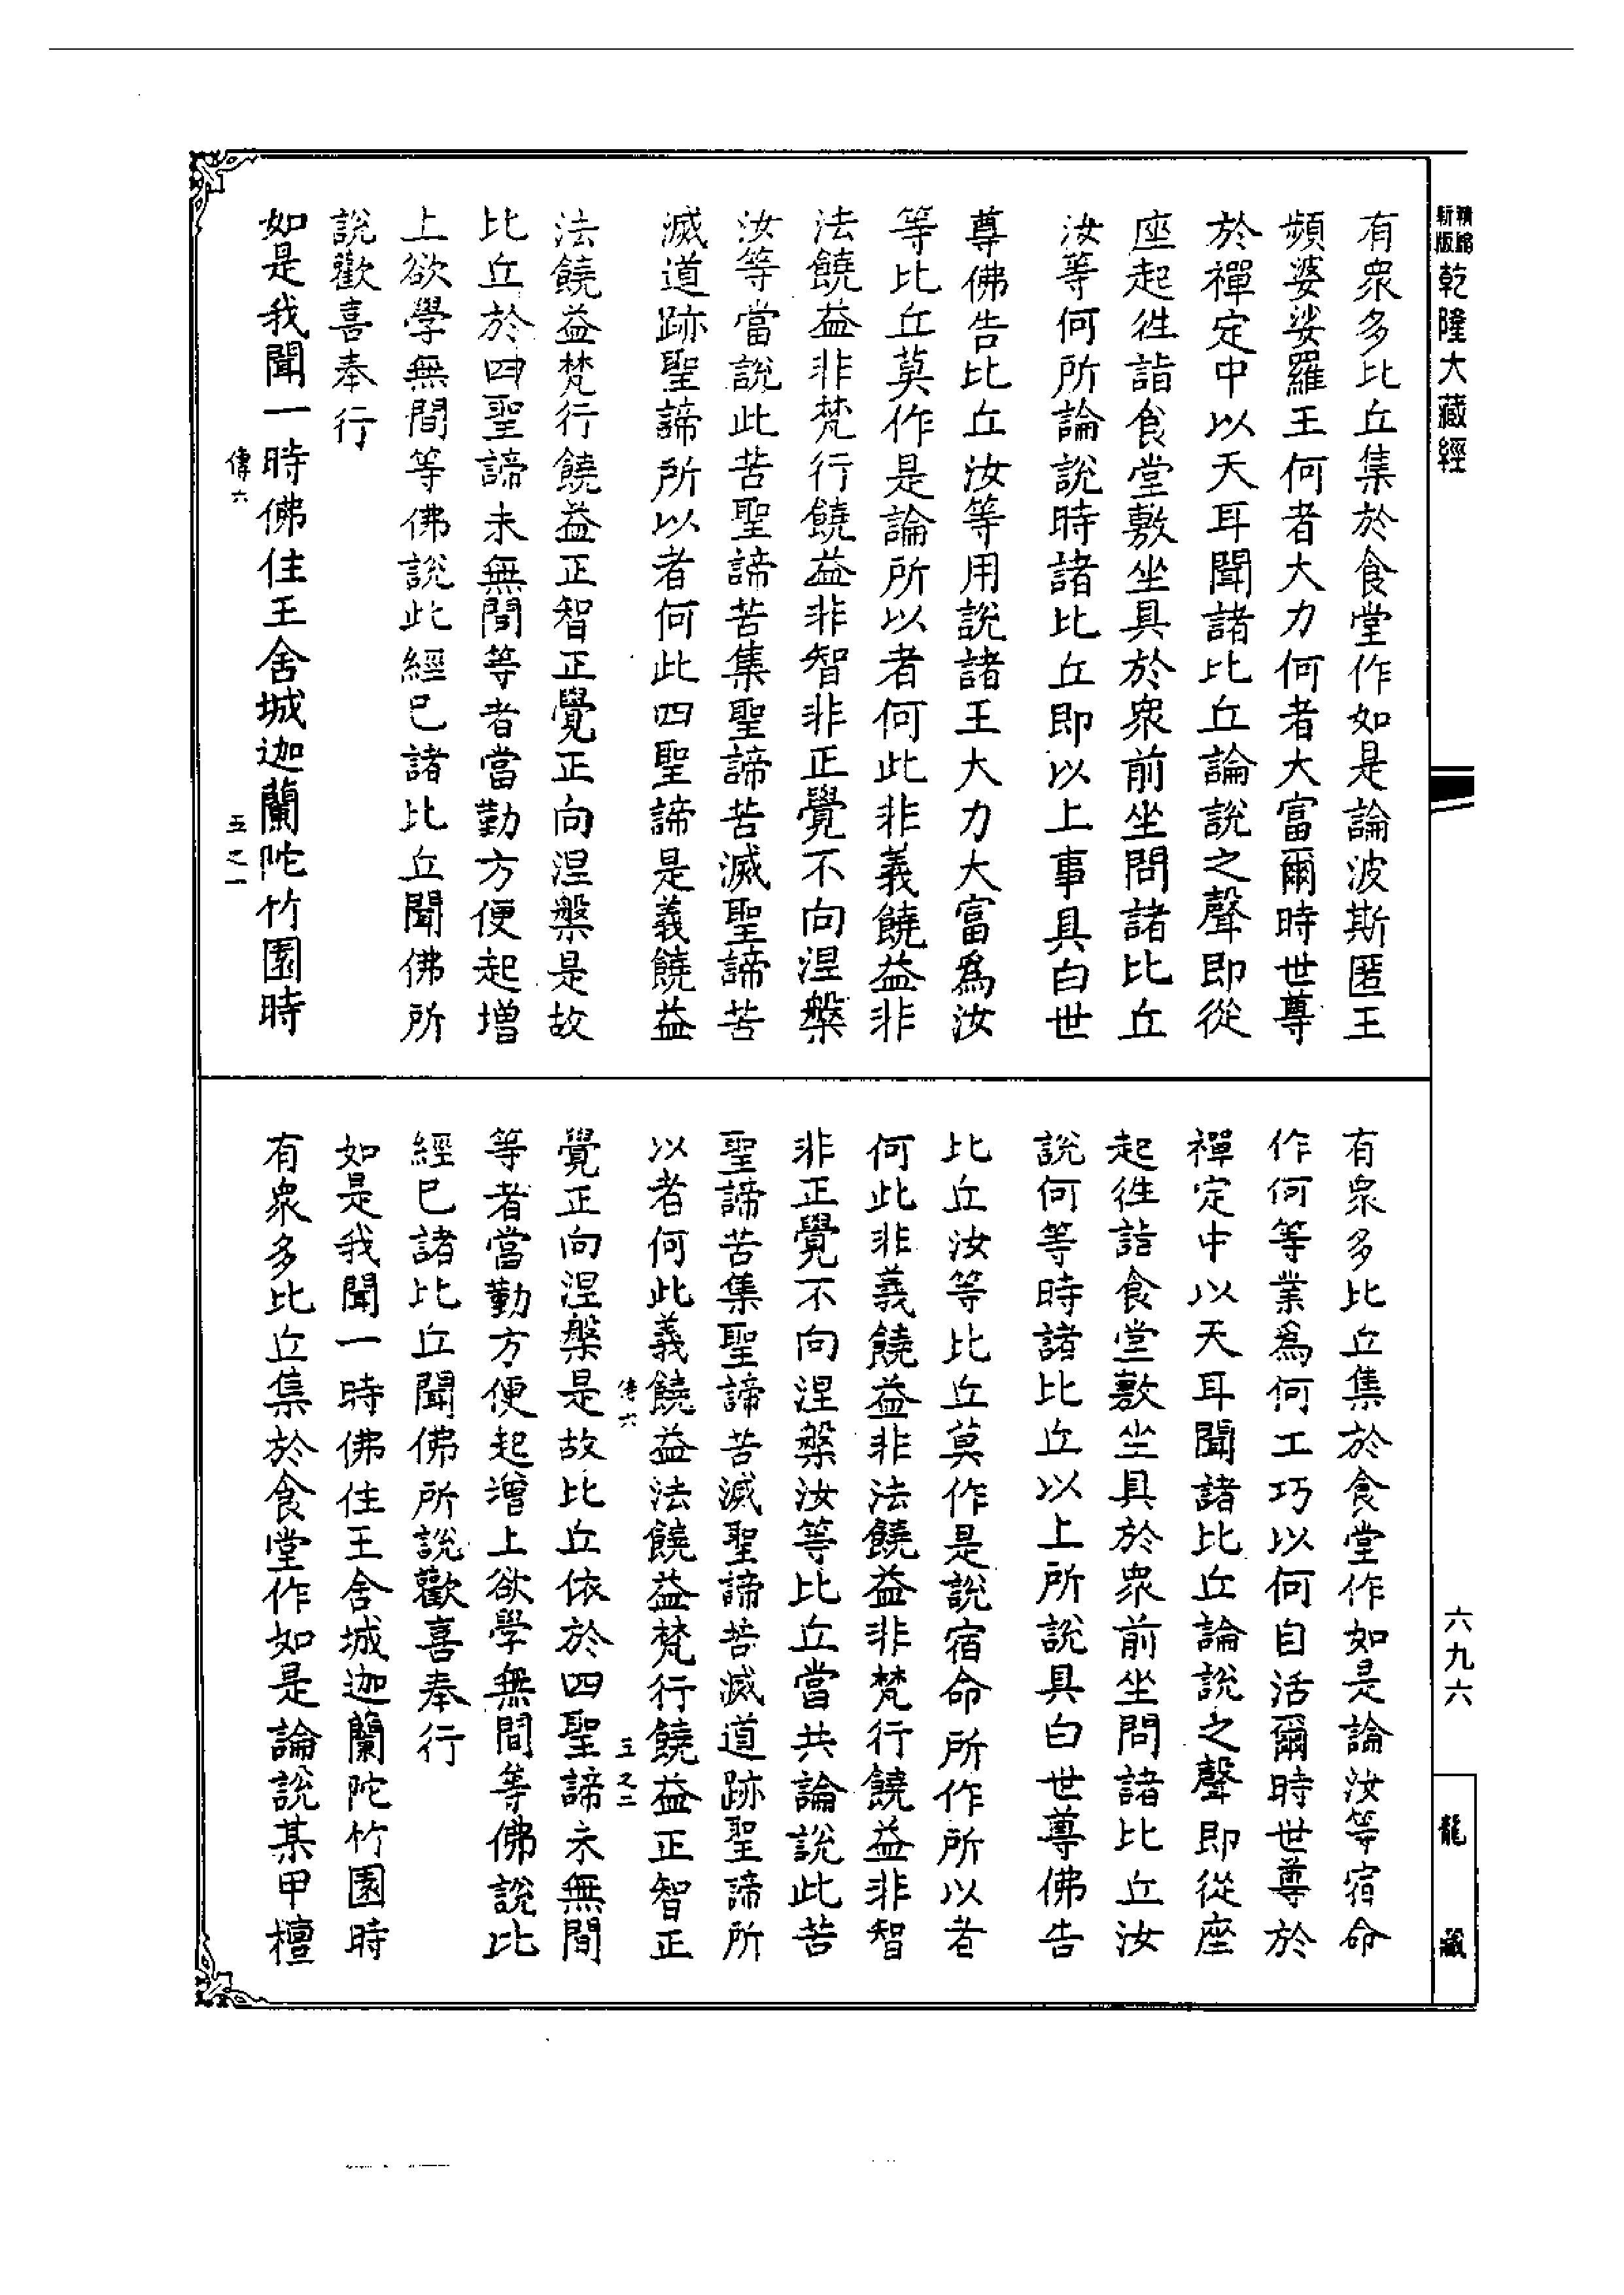 新版精縮
乾隆大藏經
有眾多比丘集於食堂作如是論波斯匿王
頻婆娑羅王何者大力何者大富爾時世尊
於禪定中以天耳聞諸比丘論說之聲即從
座起徃詣食堂敷坐具於眾前坐問諸比丘
汝等何所論說時諸比丘即以上事具白世
尊佛告比丘汝等用說諸王大力大富為汝
等比丘莫作是論所以者何此非義饒益非
法饒益非梵行饒益非智非正覺不向涅槃
汝等當說此苦聖諦苦集聖諦苦滅聖諦苦
滅道跡聖諦所以者何此四聖諦是義饒益
法饒益梵行饒益正智正覺正向涅槃是故
比丘於四聖諦未無間等者當勤方便起增
上欲學無間等佛說此經已諸比丘聞佛所
說歡喜奉行
如是我聞一時佛住王舍城迦蘭陀竹園時
傳六
五之一
有眾多比丘集於食堂作如是論汝等宿命
作何等業為何工巧以何自活爾時世尊於
禪定中以天耳聞諸比丘論說之聲即從座
起徃詣食堂敷坐具於眾前坐問諸比丘汝
說何等時諸比丘以上所說具白世尊佛告
比丘汝等比丘莫作是說宿命所作所以者
何此非義饒益非法饒益非梵行饒益非智
非正覺不向涅槃汝等比丘當共論說此苦
聖諦苦集聖諦苦滅聖諦苦滅道跡聖諦所
以者何此義饒益法饒益梵行饒益正智正
傳六
五之二
覺正向涅槃是故比丘依於四聖諦未無間
等者當勤方便起增上欲學無間等佛說此
經已諸比丘聞佛所說歡喜奉行
如是我聞一時佛住王舍城迦蘭陀竹園時
有眾多比丘集於食堂作如是論說某甲檀
六九六
龍藏